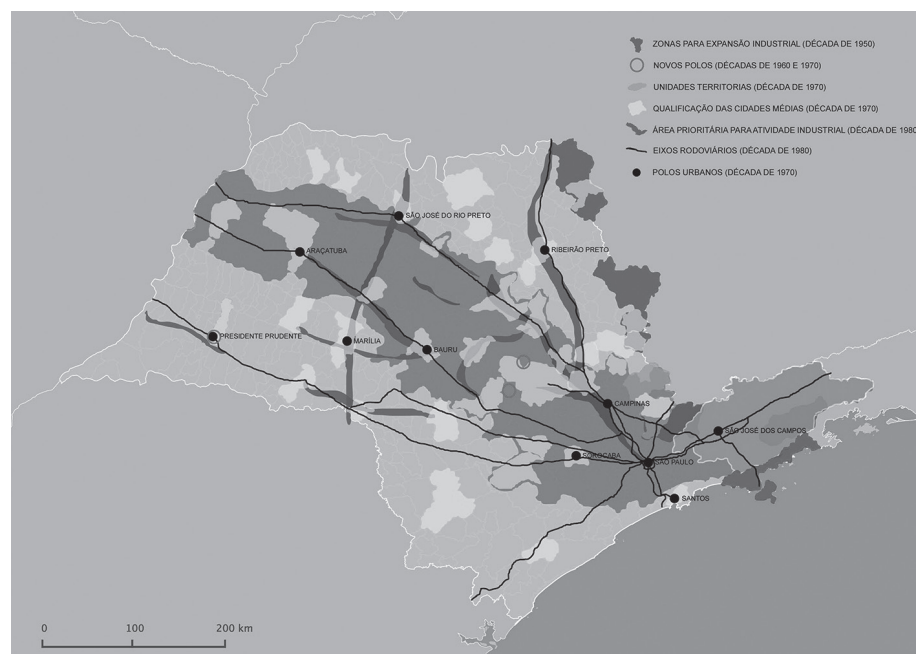 ZONAS PARA EXPANSÃO INDUSTRIAL (DÉCADA DE 1950)
NOVOS POLOS (DÉCADAS DE 1960 E 1970)
UNIDADES TERRITORIAS (DÉCADA DE 1970)
QUALIFICAÇÃO DAS CIDADES MÉDIAS (DÉCADA DE 1970)
ÁREA PRIORITÁRIA PARA ATIVIDADE INDUSTRIAL (DÉCADA DE 1980
EIXOS RODOVIÁRIOS (DÉCADA DE 1980)
POLOS URBANOS (DÉCADA DE 1970)
SÃO JOSÉ DO RIO PRETO
ARAÇATUBA
RIBEIRÃO PRETO
PRESIDENTE PRUDENTE
MARÍLIA
BAURU
CAMPINAS
SÃO JOSÉ DOS CAMPOS
SOROCABA
SÃO PAULO
SANTOS
0 100 200 km